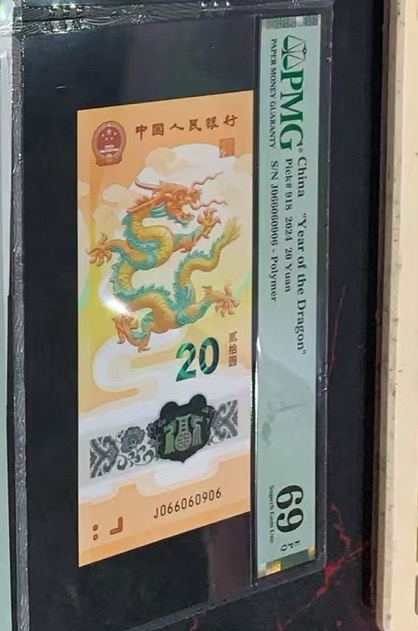 中国人民银行
20
贰拾圆
福
J066060906
PMG
PAPER MONEY GUARANTY
China "Year of the Dragon"
Pick# 918 2024 20 Yuan
S/N J066060906 - Polymer
69 EPQ
Superb Gem Unc